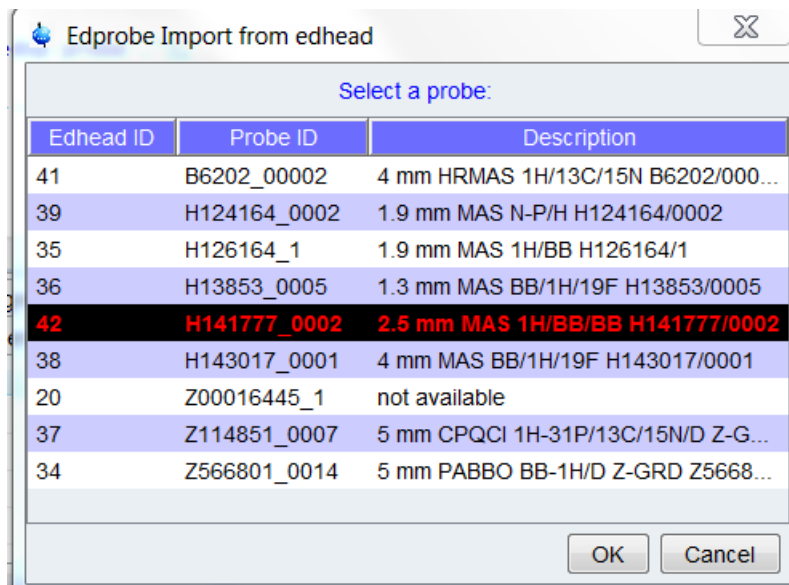 Edprobe Import from edhead
Select a probe:
Edhead ID Probe ID Description
41 B6202_00002 4 mm HRMAS 1H/13C/15N B6202/000...
39 H124164_0002 1.9 mm MAS N-P/H H124164/0002
35 H126164_1 1.9 mm MAS 1H/BB H126164/1
36 H13853_0005 1.3 mm MAS BB/1H/19F H13853/0005
42 H141777_0002 2.5 mm MAS 1H/BB/BB H141777/0002
38 H143017_0001 4 mm MAS BB/1H/19F H143017/0001
20 Z00016445_1 not available
37 Z114851_0007 5 mm CPQCI 1H-31P/13C/15N/D Z-G...
34 Z566801_0014 5 mm PABBO BB-1H/D Z-GRD Z5668...
OK Cancel